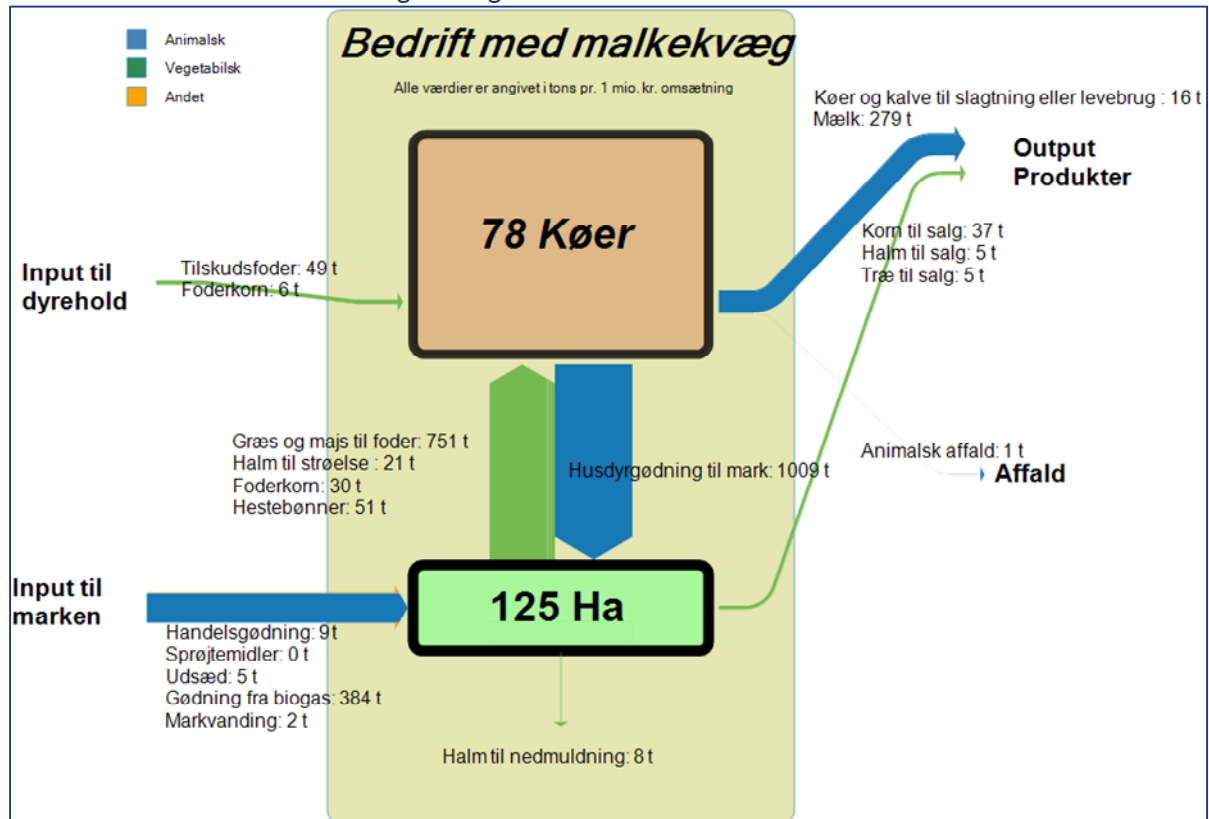 Animalsk
Vegetabilsk
Andet
Bedrift med malkekvæg
Alle værdier er angivet i tons pr. 1 mio. kr. omsætning
Køer og kalve til slagtning eller levebrug : 16 t
Mælk: 279 t
Output
Produkter
78 Køer
Korn til salg: 37 t
Halm til salg: 5 t
Træ til salg: 5 t
Input til
dyrehold
Tilskudsfoder: 49 t
Foderkorn: 6 t
Græs og majs til foder: 751 t
Halm til strøelse : 21 t
Foderkorn: 30 t
Hestebønner: 51 t
Husdyrgødning til mark: 1009 t
Animalsk affald: 1 t
Affald
Input til
marken
125 Ha
Handelsgødning: 9 t
Sprøjtemidler: 0 t
Udsæd: 5 t
Gødning fra biogas: 384 t
Markvanding: 2 t
Halm til nedmuldning: 8 t